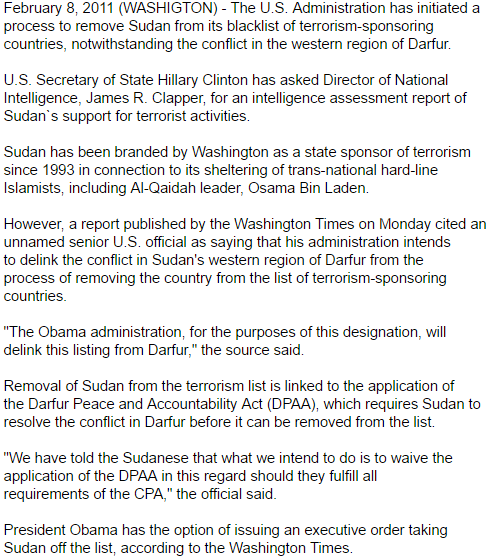 February 8, 2011 (WASHIGTON) - The U.S. Administration has initiated a
process to remove Sudan from its blacklist of terrorism-sponsoring
countries, notwithstanding the conflict in the western region of Darfur.
U.S. Secretary of State Hillary Clinton has asked Director of National
Intelligence, James R. Clapper, for an intelligence assessment report of
Sudan`s support for terrorist activities.
Sudan has been branded by Washington as a state sponsor of terrorism
since 1993 in connection to its sheltering of trans-national hard-line
Islamists, including Al-Qaidah leader, Osama Bin Laden.
However, a report published by the Washington Times on Monday cited an
unnamed senior U.S. official as saying that his administration intends
to delink the conflict in Sudan's western region of Darfur from the
process of removing the country from the list of terrorism-sponsoring
countries.
"The Obama administration, for the purposes of this designation, will
delink this listing from Darfur," the source said.
Removal of Sudan from the terrorism list is linked to the application of
the Darfur Peace and Accountability Act (DPAA), which requires Sudan to
resolve the conflict in Darfur before it can be removed from the list.
"We have told the Sudanese that what we intend to do is to waive the
application of the DPAA in this regard should they fulfill all
requirements of the CPA," the official said.
President Obama has the option of issuing an executive order taking
Sudan off the list, according to the Washington Times.